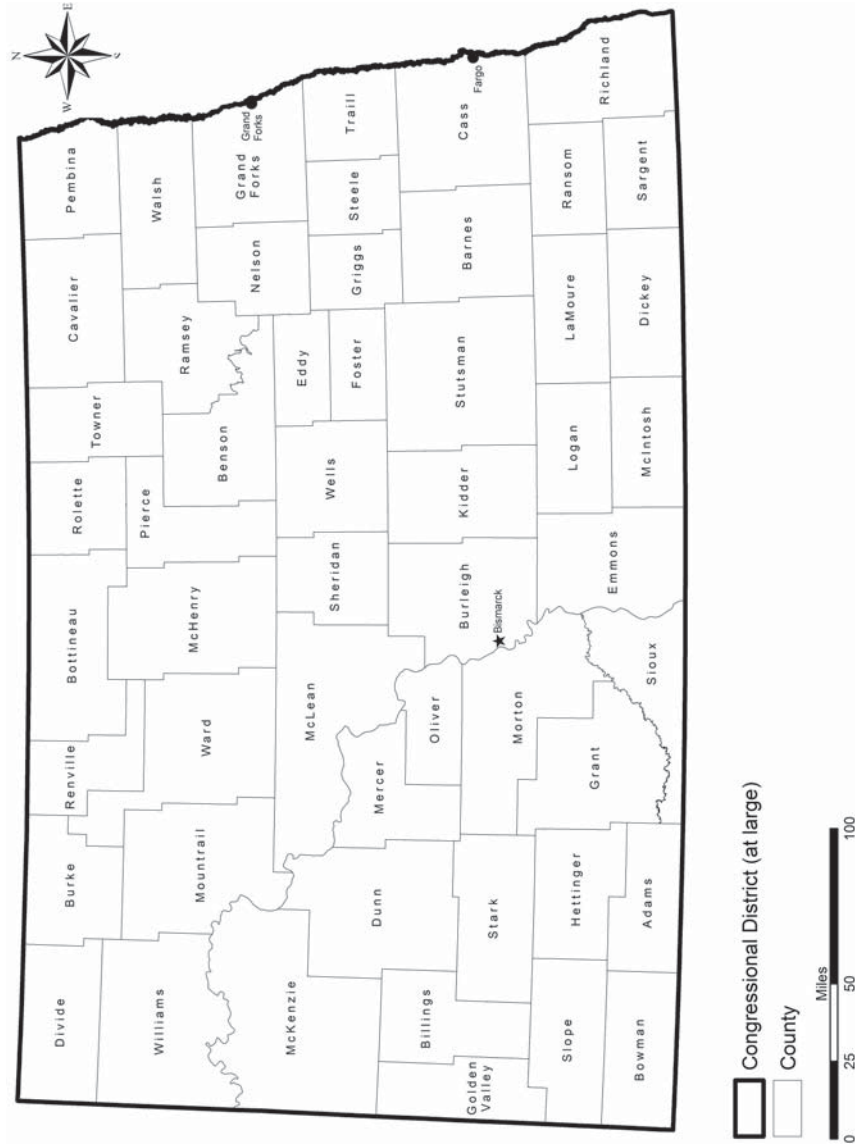 N
W
E
S
Divide
Burke
Renville
Bottineau
Rolette
Towner
Cavalier
Pembina
Williams
Mountrail
Ward
McHenry
Pierce
Benson
Ramsey
Walsh
Nelson
Grand
Forks
Grand
Forks
McKenzie
Dunn
McLean
Mercer
Oliver
Sheridan
Wells
Eddy
Foster
Griggs
Steele
Traill
Golden
Valley
Billings
Stark
Morton
Burleigh
Bismarck
Kidder
Stutsman
Barnes
Cass
Fargo
Slope
Hettinger
Grant
Sioux
Emmons
Logan
LaMoure
Ransom
Richland
Bowman
Adams
McIntosh
Dickey
Sargent
Congressional District (at large)
County
Miles
0
25
50
100